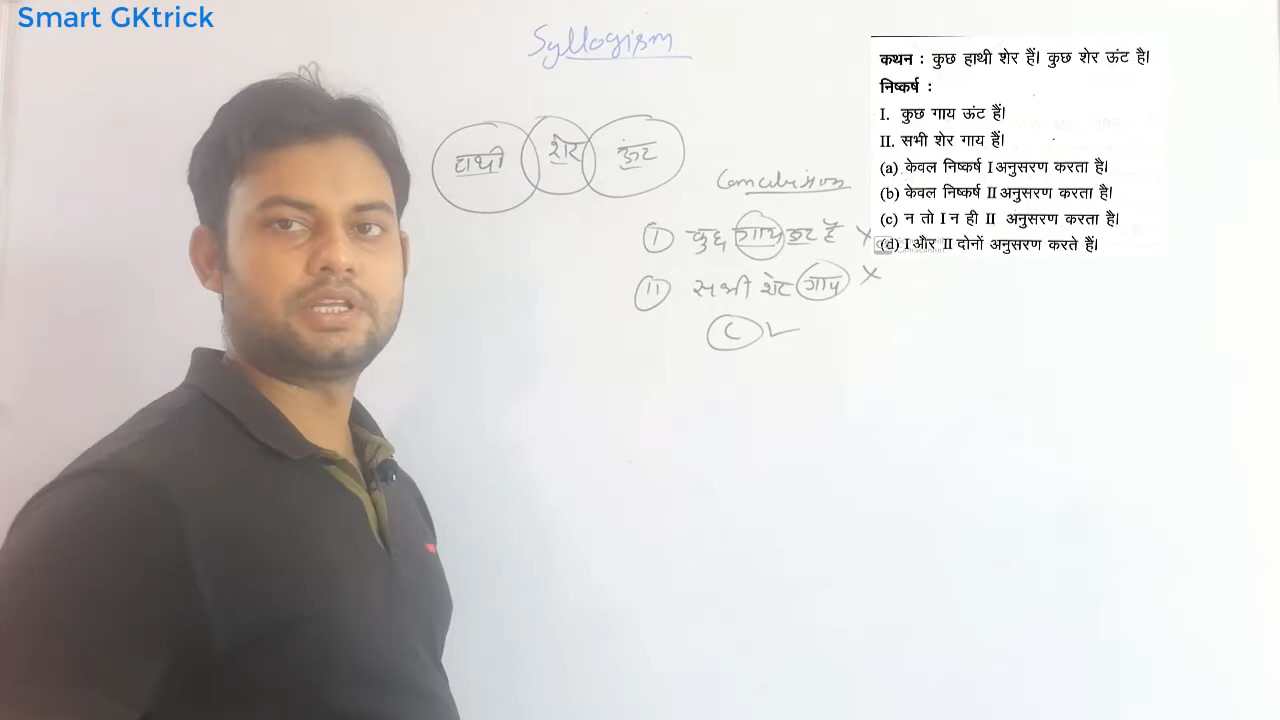 Smart GKtrick
Syllogism
हाथी शेर ऊंट
I कुछ गाय ऊंट है ×
II सभी शेर गाय ×
C ✓
कथन : कुछ हाथी शेर हैं। कुछ शेर ऊंट है।
निष्कर्ष :
I. कुछ गाय ऊंट हैं।
II. सभी शेर गाय हैं।
(a) केवल निष्कर्ष I अनुसरण करता है।
(b) केवल निष्कर्ष II अनुसरण करता है।
(c) न तो I न ही II अनुसरण करता है।
(d) I और II दोनों अनुसरण करते हैं।